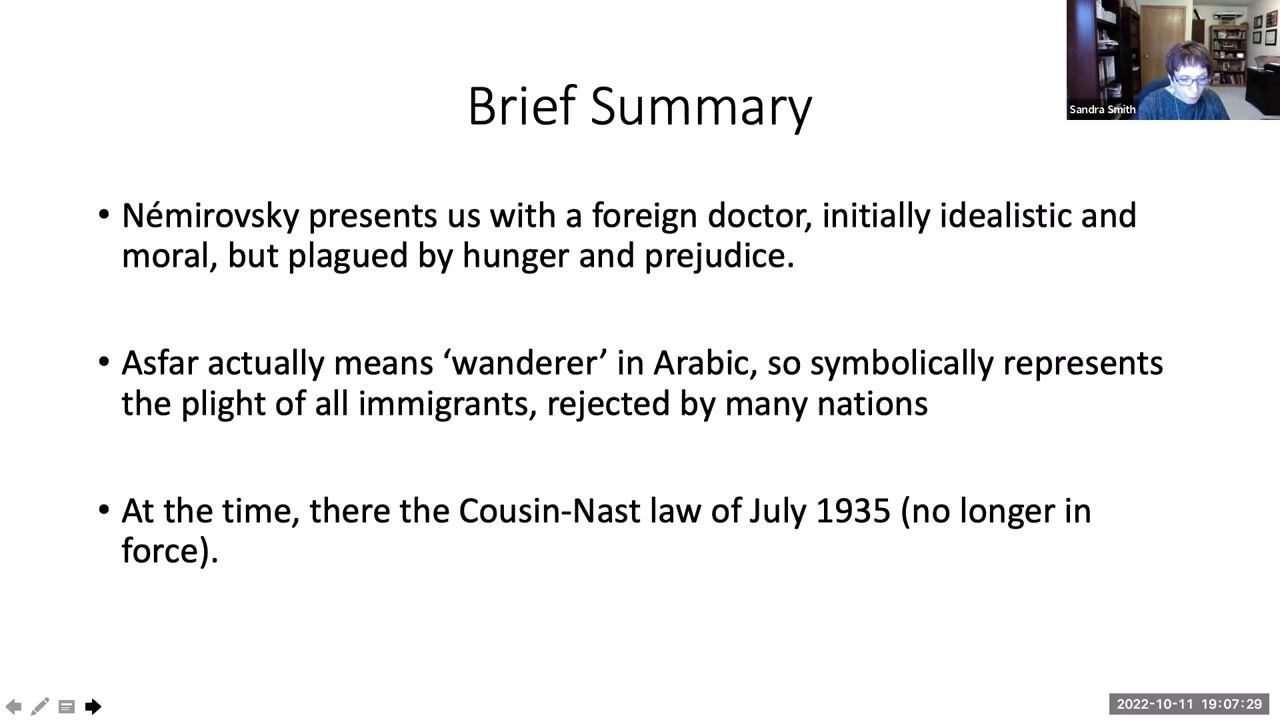 Sandra Smith
Brief Summary
• Némirovsky presents us with a foreign doctor, initially idealistic and
moral, but plagued by hunger and prejudice.
• Asfar actually means ‘wanderer’ in Arabic, so symbolically represents
the plight of all immigrants, rejected by many nations
• At the time, there the Cousin-Nast law of July 1935 (no longer in
force).
2022-10-11 19:07:29